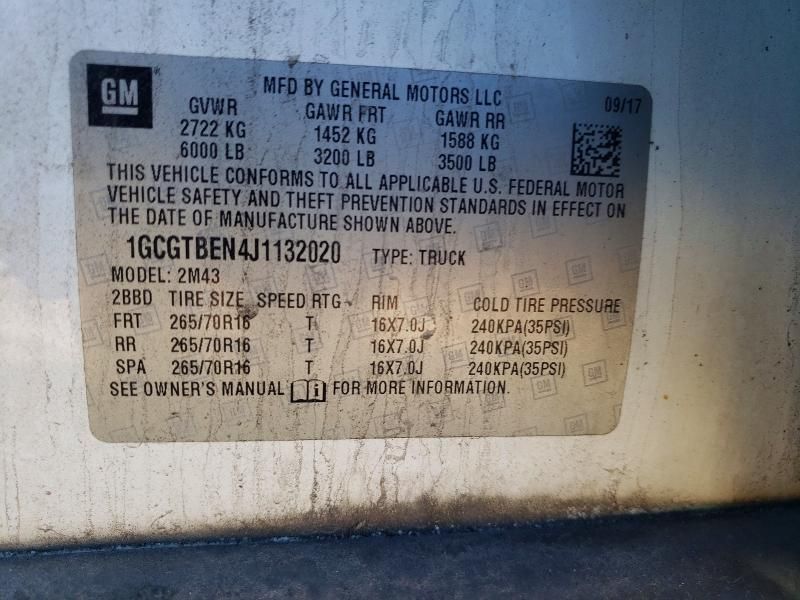 GM
MFD BY GENERAL MOTORS LLC 09/17
GVWR GAWR FRT GAWR RR
2722 KG 1452 KG 1588 KG
6000 LB 3200 LB 3500 LB
THIS VEHICLE CONFORMS TO ALL APPLICABLE U.S. FEDERAL MOTOR
VEHICLE SAFETY AND THEFT PREVENTION STANDARDS IN EFFECT ON
THE DATE OF MANUFACTURE SHOWN ABOVE.
1GCGTBEN4J1132020 TYPE: TRUCK
MODEL: 2M43
2BBD TIRE SIZE SPEED RTG RIM COLD TIRE PRESSURE
FRT 265/70R16 T 16X7.0J 240KPA(35PSI)
RR 265/70R16 T 16X7.0J 240KPA(35PSI)
SPA 265/70R16 T 16X7.0J 240KPA(35PSI)
SEE OWNER'S MANUAL i FOR MORE INFORMATION.